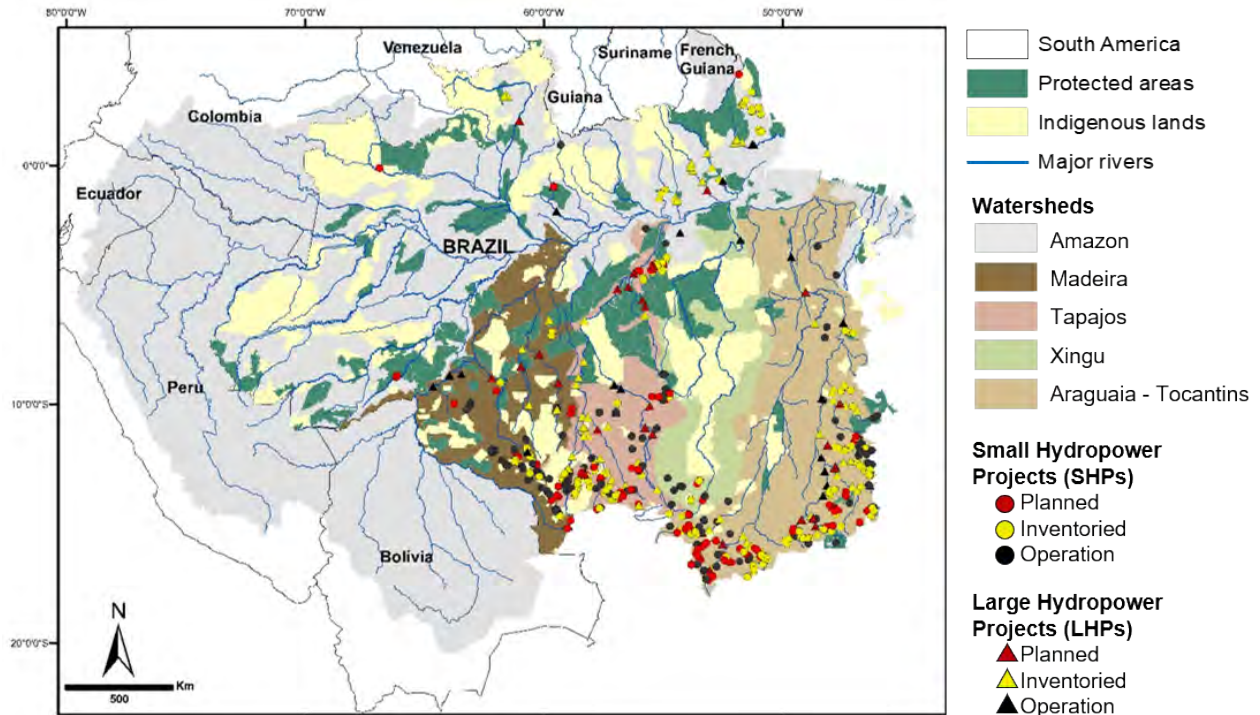 80°0'0"W
70°0'0"W
60°0'0"W
50°0'0"W
Venezuela
Suriname
French
Guiana
Guiana
Colombia
0°0'0"
Ecuador
BRAZIL
Peru
10°0'0"S
Bolívia
20°0'0"S
N
500
Km
South America
Protected areas
Indigenous lands
Major rivers
Watersheds
Amazon
Madeira
Tapajos
Xingu
Araguaia - Tocantins
Small Hydropower
Projects (SHPs)
Planned
Inventoried
Operation
Large Hydropower
Projects (LHPs)
Planned
Inventoried
Operation